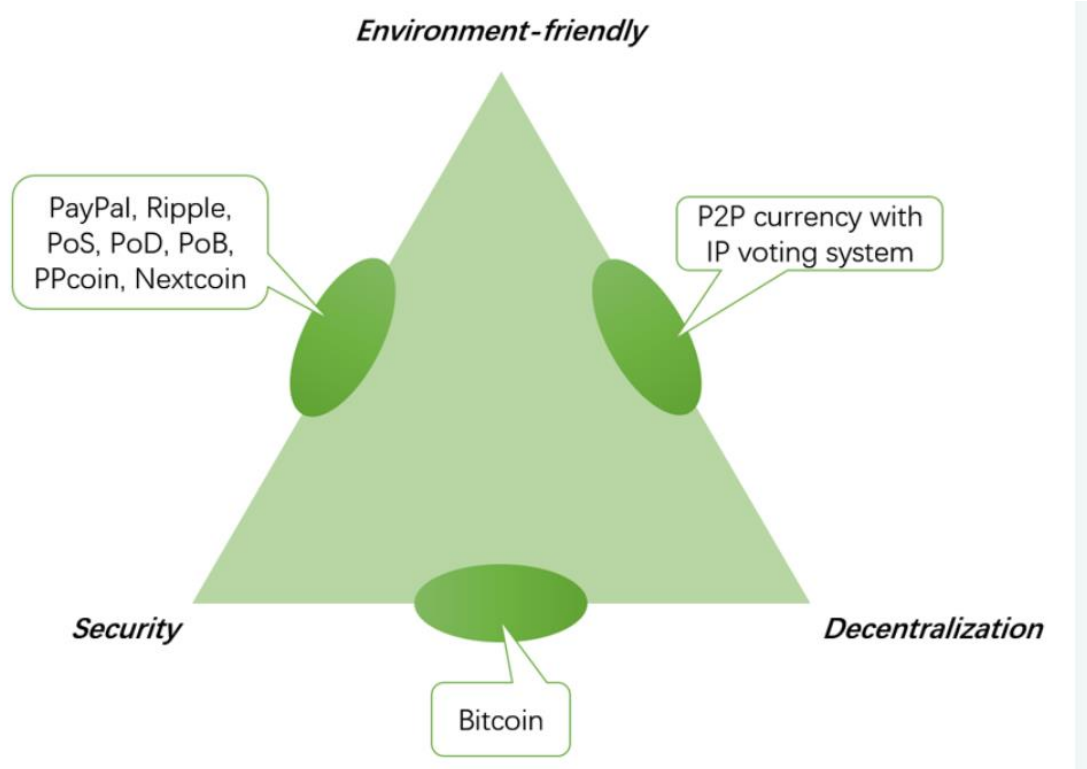 Environment-friendly
PayPal, Ripple,
PoS, PoD, PoB,
PPcoin, Nextcoin
P2P currency with
IP voting system
Security
Decentralization
Bitcoin